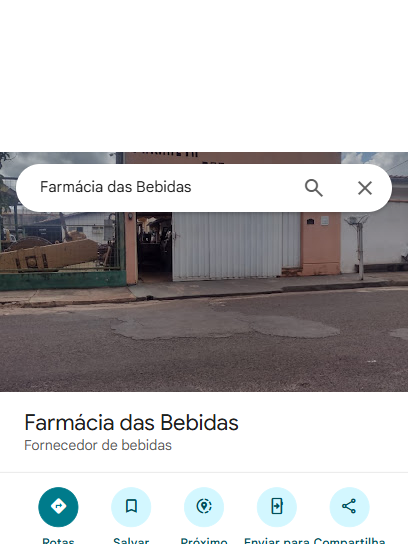 Farmácia das Bebidas
Farmácia das Bebidas
Fornecedor de bebidas
Rotas
Salvar
Próximo
Enviar para
Compartilha